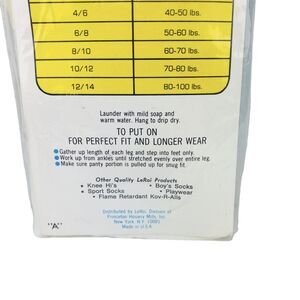 4/6 40-50 lbs.
6/8 50-60 lbs.
8/10 60-70 lbs.
10/12 70-80 lbs.
12/14 80-100 lbs.
Launder with mild soap and
warm water. Hang to drip dry.
TO PUT ON
FOR PERFECT FIT AND LONGER WEAR
Gather up length of each leg and step into feet only.
Work up from ankles until stretched evenly over entire leg.
Make sure panty portion is pulled up for snug fit.
Other Quality LeRoi Products
• Knee Hi's • Boy's Socks
• Sport Socks • Playwear
• Flame Retardant Kov-R-Alls
Distributed by LeRoi, Division of
Princeton Hosiery Mills, Inc.
New York, N.Y. 10001
Made in U.S.A.
"A"